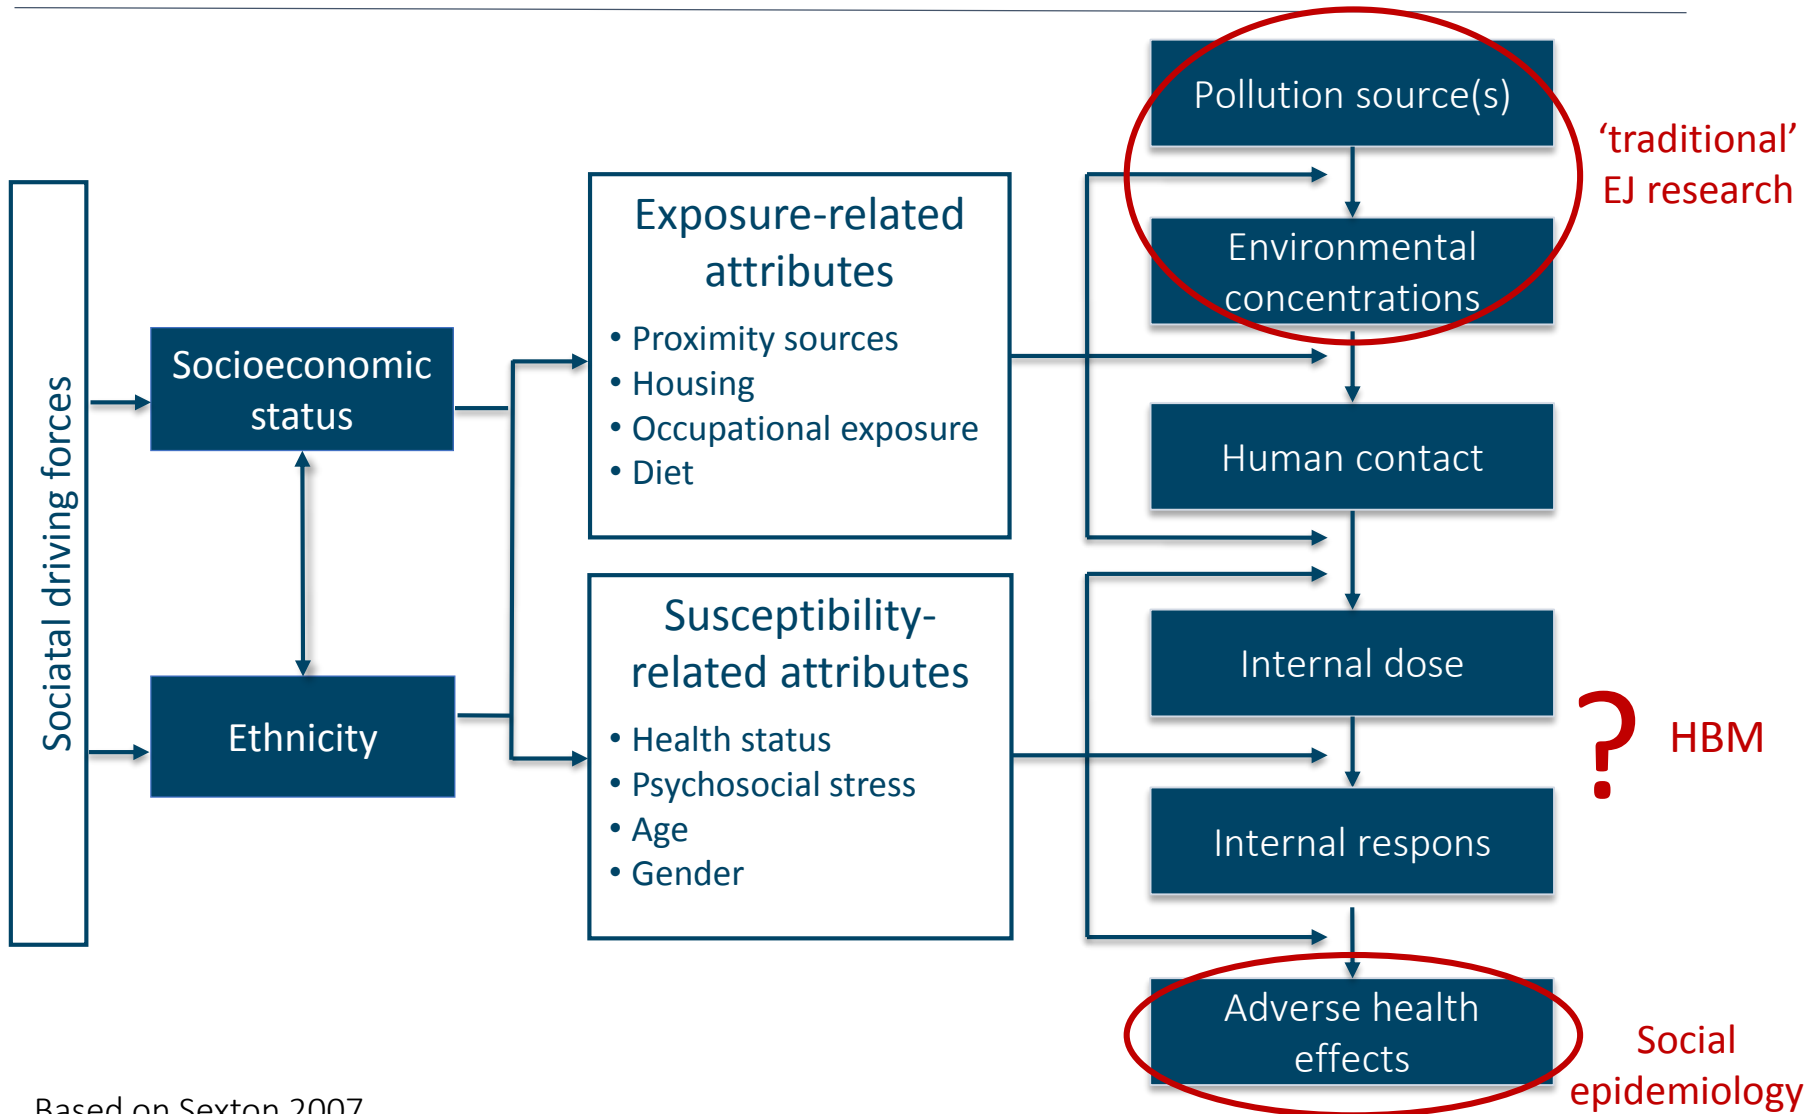 Sociatal driving forces
Socioeconomic
status
Ethnicity
Exposure-related
attributes
• Proximity sources
• Housing
• Occupational exposure
• Diet
Susceptibility-
related attributes
• Health status
• Psychosocial stress
• Age
• Gender
Pollution source(s)
Environmental
concentrations
Human contact
Internal dose
Internal respons
Adverse health
effects
‘traditional’
EJ research
? HBM
Social
epidemiology
Based on Sexton 2007